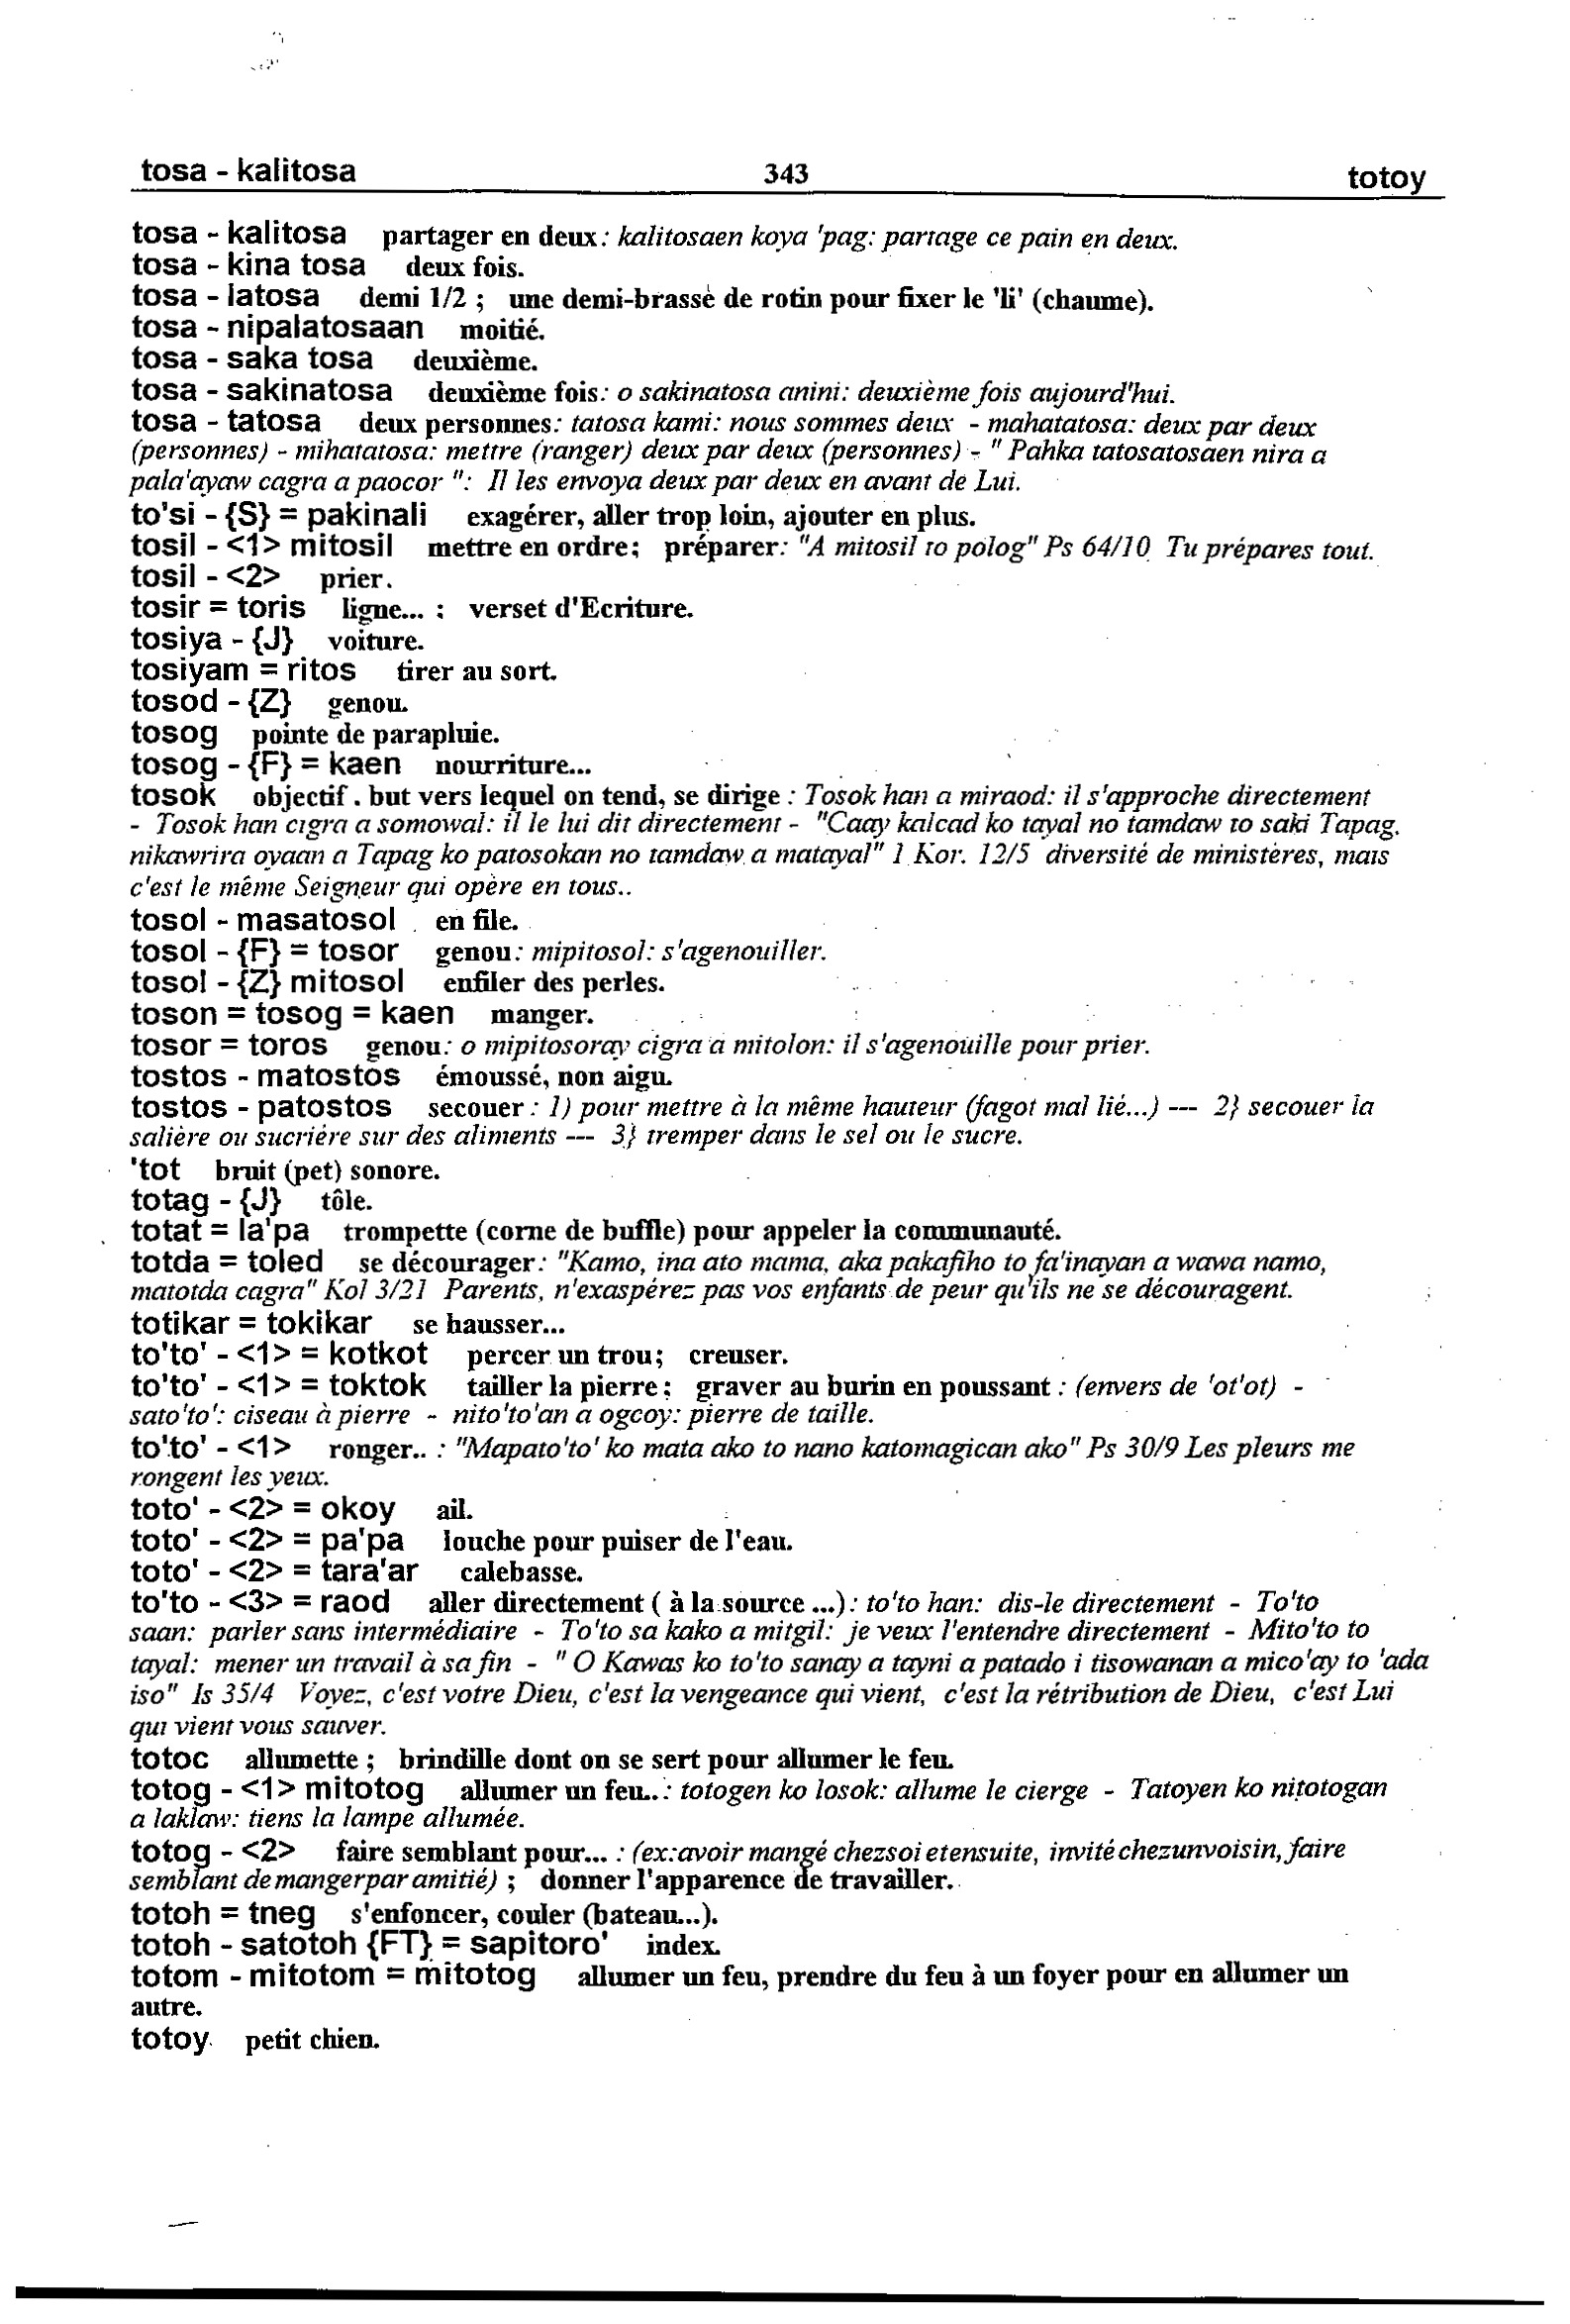 tosa - kalitosa 343 totoy
tosa - kalitosa partager en deux: kalitosaen koya 'pag: partage ce pain en deux.
tosa - kina tosa deux fois.
tosa - latosa demi 1/2 ; une demi-brassè de rotin pour fixer le 'li' (chaume).
tosa - nipalatosaan moitié.
tosa - saka tosa deuxième.
tosa - sakinatosa deuxième fois: o sakinatosa anini: deuxième fois aujourd'hui.
tosa - tatosa deux personnes: tatosa kami: nous sommes deux - mahatatosa: deux par deux
(personnes) - mihatatosa: mettre (ranger) deux par deux (personnes) - " Pahka tatosatosaen nira a
pala'ayaw cagra a paocor ": Il les envoya deux par deux en avant de Lui.
to'si - {S} = pakinali exagérer, aller trop loin, ajouter en plus.
tosil - <1> mitosil mettre en ordre; préparer: "A mitosil to polog" Ps 64/10 Tu prépares tout.
tosil - <2> prier.
tosir = toris ligne... : verset d'Ecriture.
tosiya - {J} voiture.
tosiyam = ritos tirer au sort.
tosod - {Z} genou.
tosog pointe de parapluie.
tosog - {F} = kaen nourriture...
tosok objectif . but vers lequel on tend, se dirige : Tosok han a miraod: il s'approche directement
- Tosok han cigra a somowal: il le lui dit directement - "Caay kalcad ko tayal no tamdaw to saki Tapag.
nikawrira oyaan a Tapag ko patosokan no tamdaw a matayal" 1 Kor. 12/5 diversité de ministères, mais
c'est le même Seigneur qui opère en tous..
tosol - masatosol en file.
tosol - {F} = tosor genou: mipitosol: s'agenouiller.
tosol - {Z} mitosol enfiler des perles.
toson = tosog = kaen manger.
tosor = toros genou: o mipitosoray cigra a mitolon: il s'agenouille pour prier.
tostos - matostos émoussé, non aigu.
tostos - patostos secouer : 1) pour mettre à la même hauteur (fagot mal lié...) --- 2} secouer la
salière ou sucrière sur des aliments --- 3} tremper dans le sel ou le sucre.
'tot bruit (pet) sonore.
totag - {J} tôle.
totat = la'pa trompette (corne de buffle) pour appeler la communauté.
totda = toled se décourager: "Kamo, ina ato mama, aka pakafiho to fa'inayan a wawa namo,
matotda cagra" Kol 3/21 Parents, n'exaspérez pas vos enfants de peur qu'ils ne se découragent.
totikar = tokikar se hausser...
to'to' - <1> = kotkot percer un trou; creuser.
to'to' - <1> = toktok tailler la pierre ; graver au burin en poussant : (envers de 'ot'ot) -
sato'to': ciseau à pierre - nito'to'an a ogcoy: pierre de taille.
to'to' - <1> ronger.. : "Mapato'to' ko mata ako to nano katomagican ako" Ps 30/9 Les pleurs me
rongent les yeux.
toto' - <2> = okoy ail.
toto' - <2> = pa'pa louche pour puiser de l'eau.
toto' - <2> = tara'ar calebasse.
to'to - <3> = raod aller directement ( à la source ...): to'to han: dis-le directement - To'to
saan: parler sans intermédiaire - To'to sa kako a mitgil: je veux l'entendre directement - Mito'to to
tayal: mener un travail à sa fin - " O Kawas ko to'to sanay a tayni a patado i tisowanan a mico'ay to 'ada
iso" Is 35/4 Voyez, c'est votre Dieu, c'est la vengeance qui vient, c'est la rétribution de Dieu, c'est Lui
qui vient vous sauver.
totoc allumette ; brindille dont on se sert pour allumer le feu.
totog - <1> mitotog allumer un feu..: totogen ko losok: allume le cierge - Tatoyen ko nitotogan
a laklaw: tiens la lampe allumée.
totog - <2> faire semblant pour... : (ex:avoir mangé chezsoi etensuite, invitéchezunvoisin,faire
semblant demangerparamitié) ; donner l'apparence de travailler.
totoh = tneg s'enfoncer, couler (bateau...).
totoh - satotoh {FT} = sapitoro' index.
totom - mitotom = mitotog allumer un feu, prendre du feu à un foyer pour en allumer un
autre.
totoy petit chien.